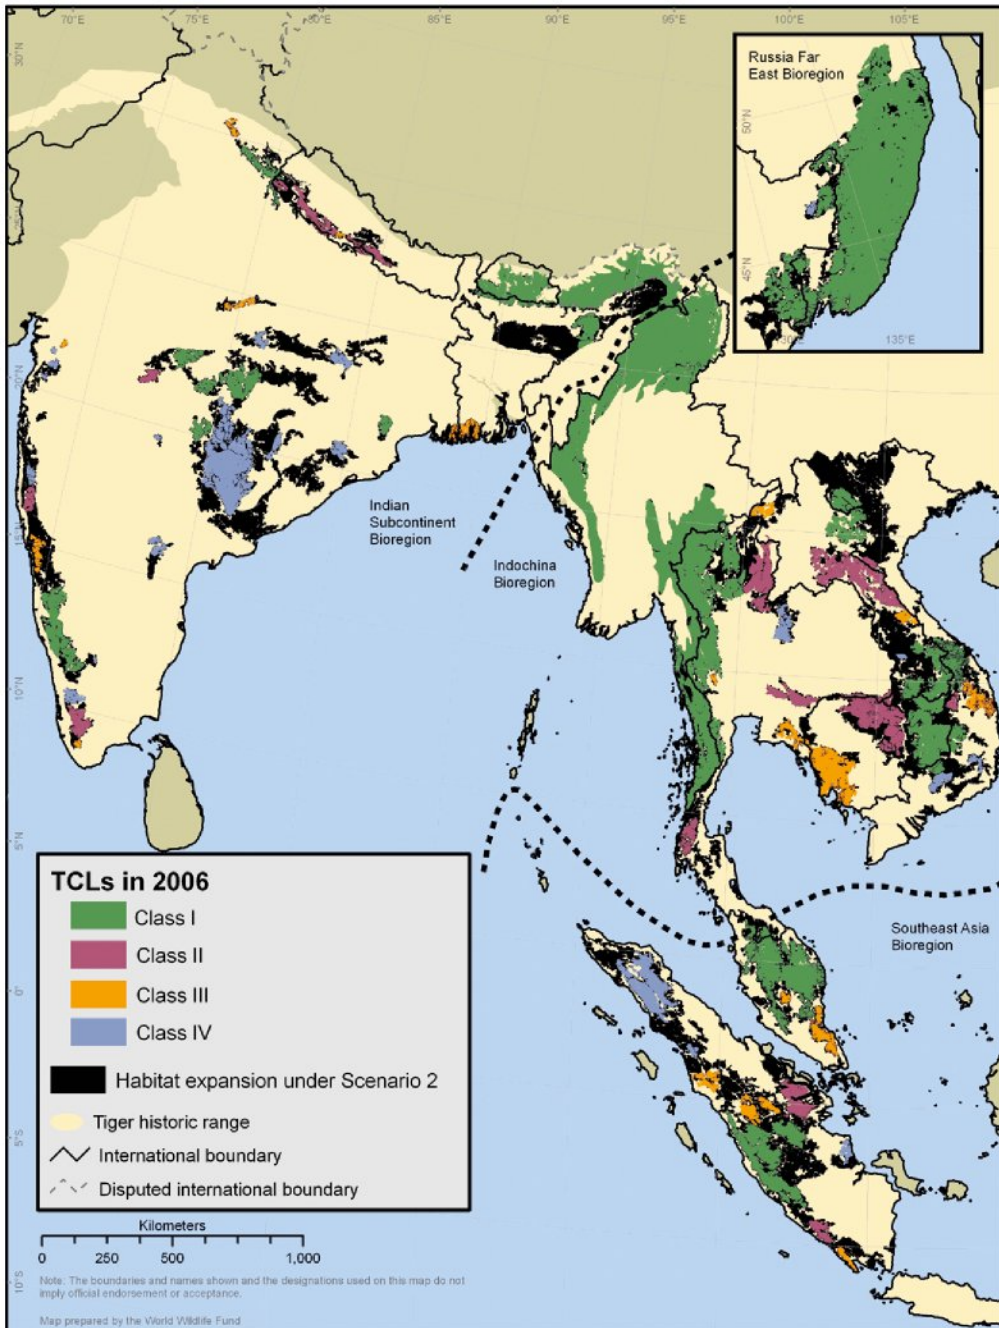 70°E
75°E
80°E
85°E
90°E
95°E
100°E
105°E
30°N
20°N
15°N
10°N
5°N
0°
5°S
10°S
Russia Far
East Bioregion
50°N
45°N
130°E
135°E
Indian
Subcontinent
Bioregion
Indochina
Bioregion
Southeast Asia
Bioregion
TCLs in 2006
Class I
Class II
Class III
Class IV
Habitat expansion under Scenario 2
Tiger historic range
International boundary
Disputed international boundary
Kilometers
0 250 500 1,000
Note: The boundaries and names shown and the designations used on this map do not
imply official endorsement or acceptance.
Map prepared by the World Wildlife Fund